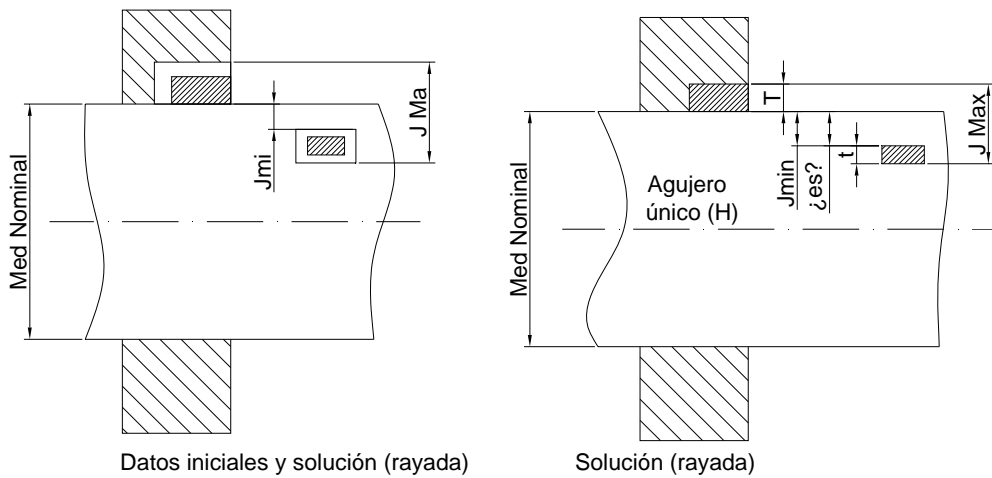 Med Nominal
Jmi
J Ma
Datos iniciales y solución (rayada)
Med Nominal
Agujero
único (H)
Jmin
¿es?
t
T
J Max
Solución (rayada)